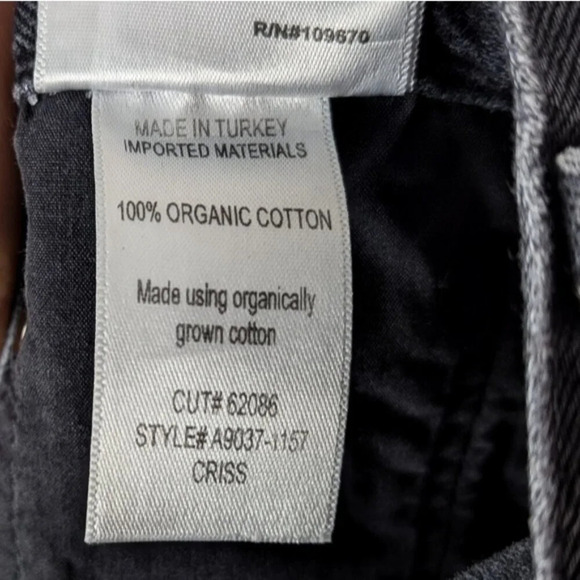 R/N#109670
MADE IN TURKEY
IMPORTED MATERIALS
100% ORGANIC COTTON
Made using organically
grown cotton
CUT# 62086
STYLE# A9037-1157
CRISS